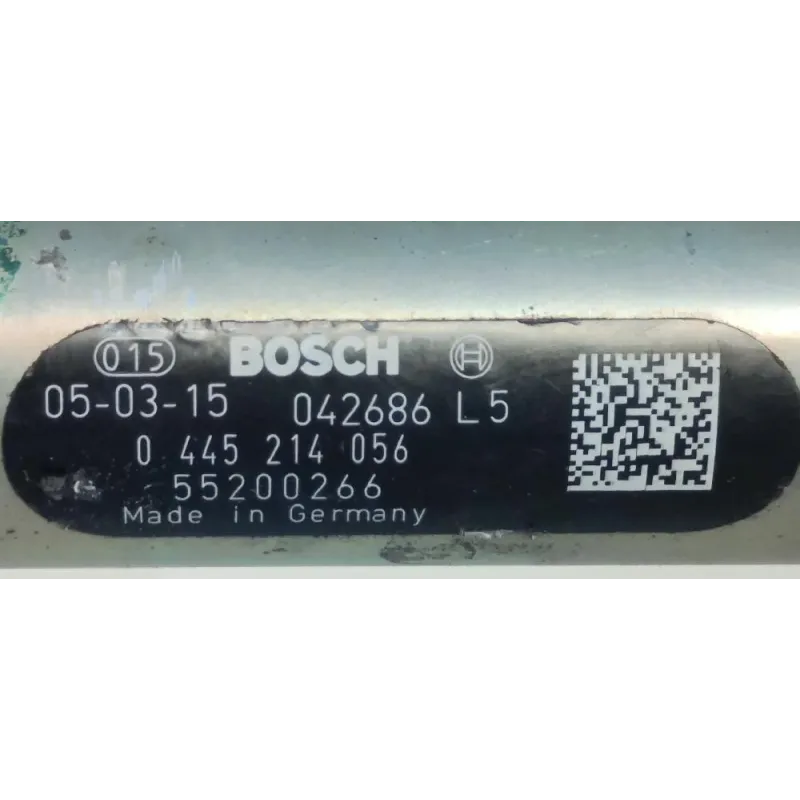 015 BOSCH
05-03-15 042686 L5
0 445 214 056
55200266
Made in Germany